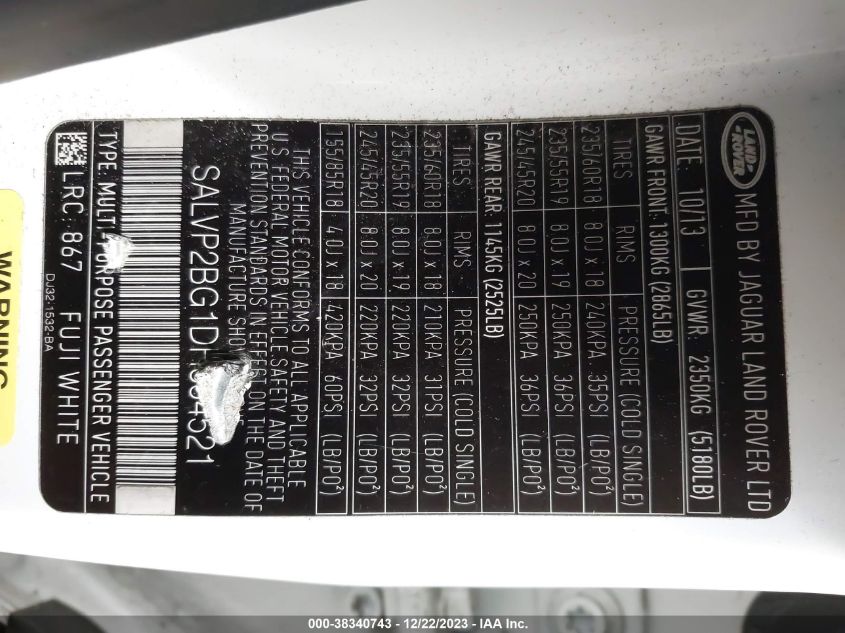 LAND
ROVER
MFD BY JAGUAR LAND ROVER LTD
DATE: 10/13 GVWR: 2350KG (5180LB)
GAWR FRONT: 1300KG (2865LB)
TIRES RIMS PRESSURE (COLD SINGLE)
235/60R18 8.0J x 18 240KPA 35PSI (LB/PO²)
235/55R19 8.0J x 19 250KPA 36PSI (LB/PO²)
245/45R20 8.0J x 20 250KPA 36PSI (LB/PO²)
GAWR REAR: 1145KG (2525LB)
TIRES RIMS PRESSURE (COLD SINGLE)
235/60R18 8.0J x 18 210KPA 31PSI (LB/PO²)
235/55R19 8.0J x 19 220KPA 32PSI (LB/PO²)
245/45R20 8.0J x 20 220KPA 32PSI (LB/PO²)
155/85R18 4.0J x 18 420KPA 60PSI (LB/PO²)
THIS VEHICLE CONFORMS TO ALL APPLICABLE
U.S. FEDERAL MOTOR VEHICLE SAFETY AND THEFT
PREVENTION STANDARDS IN EFFECT ON THE DATE OF
MANUFACTURE
TYPE: PASSENGER VEHICLE
LRC: 867 FUJI WHITE
DJ32-1532-BA
WARNING
000-38340743 - 12/22/2023 - IAA Inc.